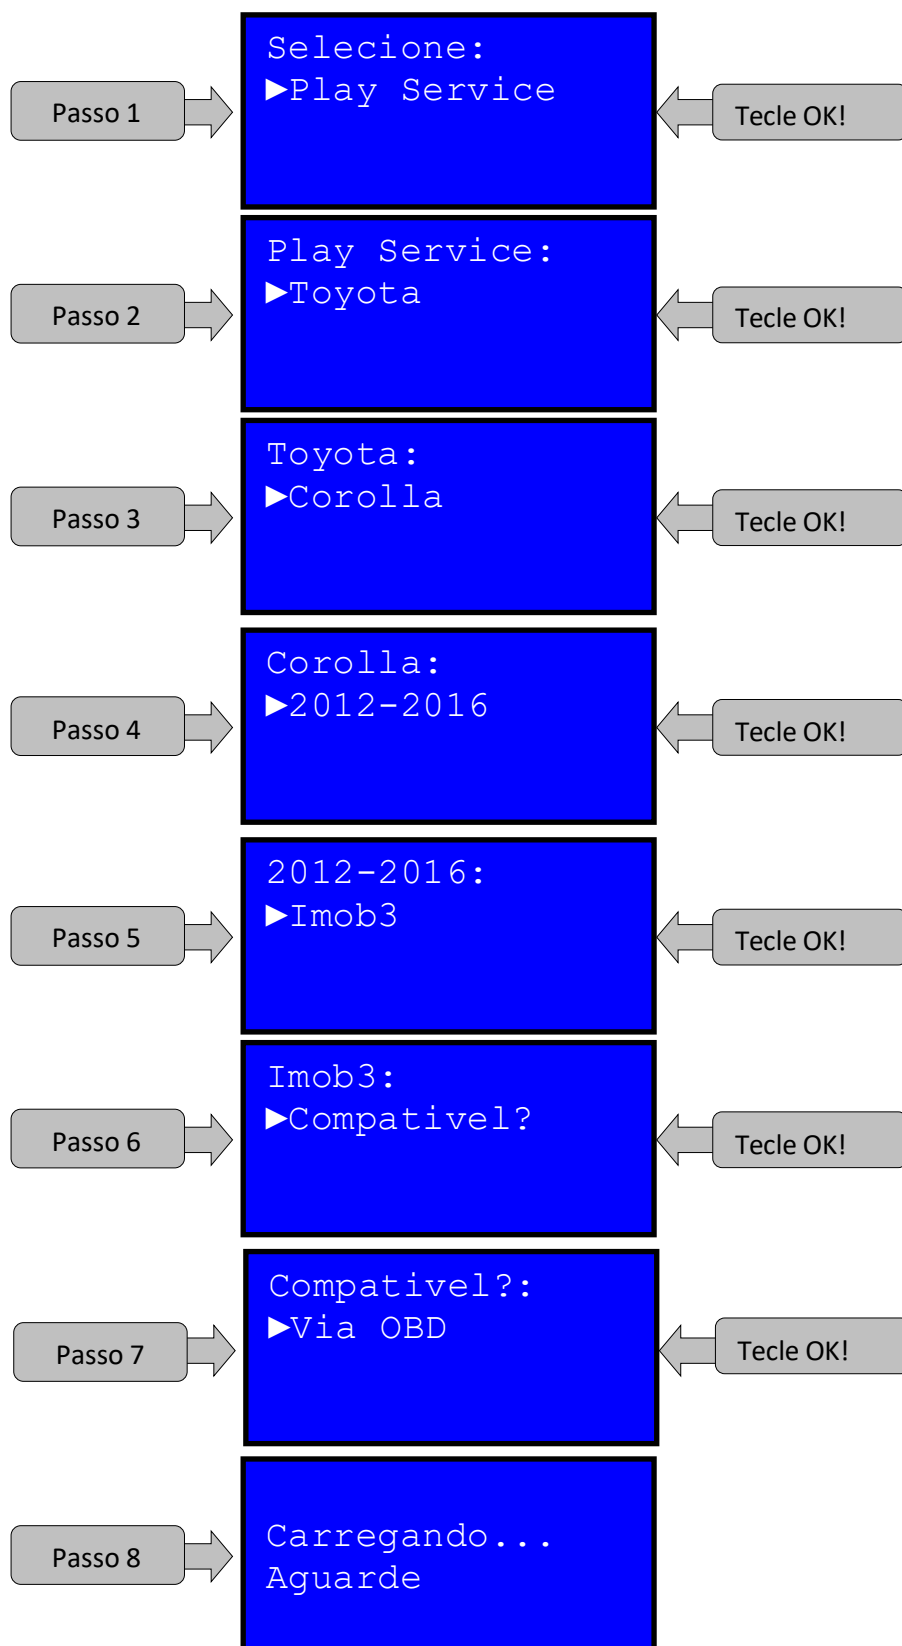 Selecione:
Passo 1
►Play Service
Tecle OK!
Play Service:
Passo 2
►Toyota
Tecle OK!
Toyota:
Passo 3
►Corolla
Tecle OK!
Corolla:
Passo 4
►2012-2016
Tecle OK!
2012-2016:
Passo 5
►Imob3
Tecle OK!
Imob3:
Passo 6
►Compativel?
Tecle OK!
Compativel?:
Passo 7
►Via OBD
Tecle OK!
Passo 8
Carregando...
Aguarde